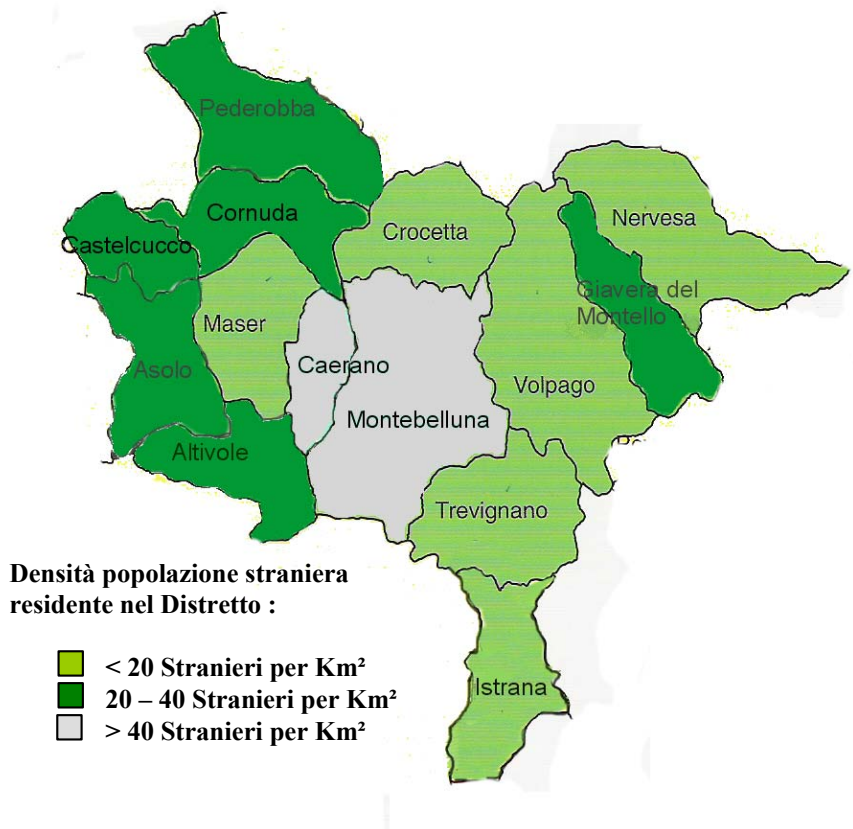 Pederobba
Cornuda
Castelcucco
Crocetta
Nervesa
Maser
Giavera del
Montello
Asolo
Caerano
Volpago
Montebelluna
Altivole
Trevignano
Istrana
Densità popolazione straniera
residente nel Distretto :
< 20 Stranieri per Km²
20 – 40 Stranieri per Km²
> 40 Stranieri per Km²